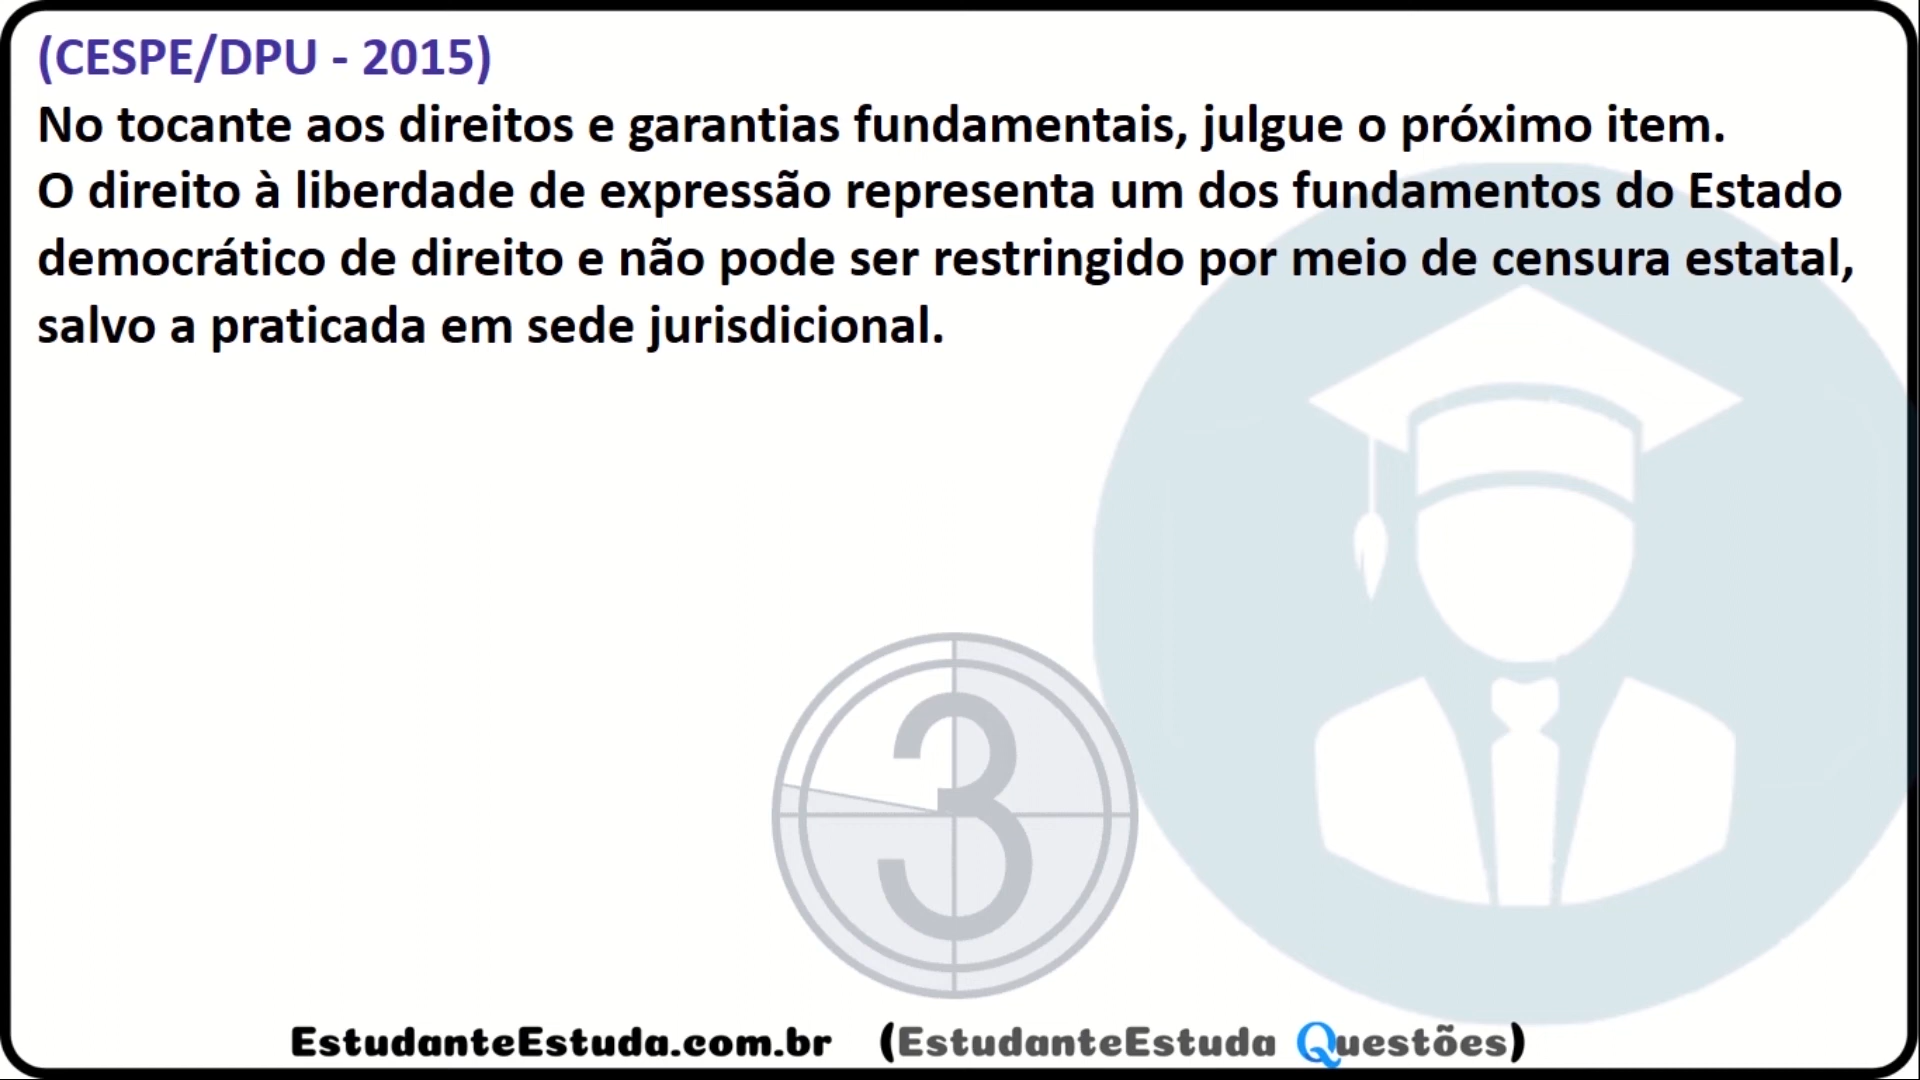 (CESPE/DPU - 2015)
No tocante aos direitos e garantias fundamentais, julgue o próximo item.
O direito à liberdade de expressão representa um dos fundamentos do Estado
democrático de direito e não pode ser restringido por meio de censura estatal,
salvo a praticada em sede jurisdicional.
3
EstudanteEstuda.com.br (EstudanteEstuda Questões)